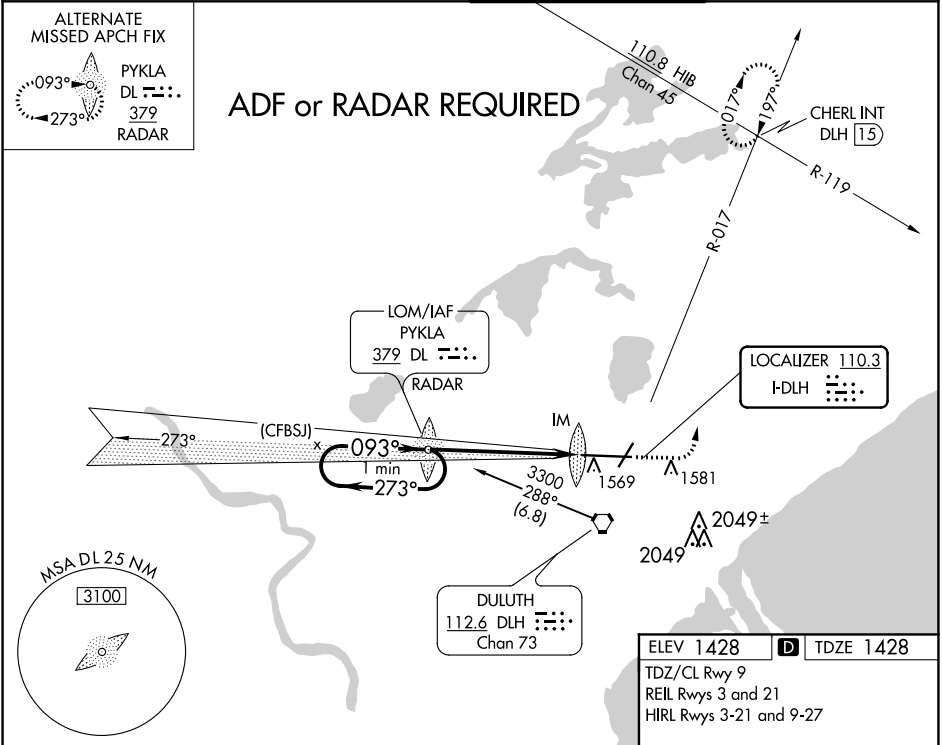 ALTERNATE
MISSED APCH FIX
093°
273°
PYKLA
DL
379
RADAR
ADF or RADAR REQUIRED
110.8 HIB
Chan 45
017°
197°
CHERL INT
DLH 15
R-119
R-017
LOM/IAF
PYKLA
379 DL
RADAR
LOCALIZER 110.3
I-DLH
IM
273°
(CFBSJ)
x
093°
1 min
273°
3300
288°
(6.8)
1569
1581
2049±
2049
DULUTH
112.6 DLH
Chan 73
MSA DL 25 NM
3100
ELEV 1428 D TDZE 1428
TDZ/CL Rwy 9
REIL Rwys 3 and 21
HIRL Rwys 3-21 and 9-27